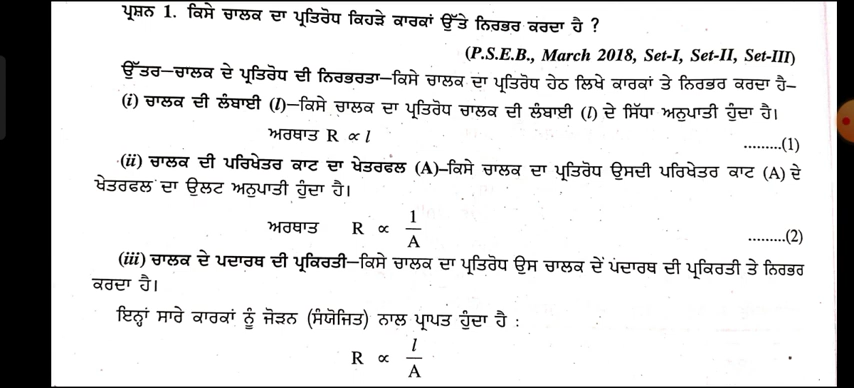 ਪ੍ਰਸ਼ਨ 1. ਕਿਸੇ ਚਾਲਕ ਦਾ ਪ੍ਰਤਿਰੋਧ ਕਿਹੜੇ ਕਾਰਕਾਂ ਉੱਤੇ ਨਿਰਭਰ ਕਰਦਾ ਹੈ ?
(P.S.E.B., March 2018, Set-I, Set-II, Set-III)
ਉੱਤਰ–ਚਾਲਕ ਦੇ ਪ੍ਰਤਿਰੋਧ ਦੀ ਨਿਰਭਰਤਾ–ਕਿਸੇ ਚਾਲਕ ਦਾ ਪ੍ਰਤਿਰੋਧ ਹੇਠ ਲਿਖੇ ਕਾਰਕਾਂ ਤੇ ਨਿਰਭਰ ਕਰਦਾ ਹੈ–
(i) ਚਾਲਕ ਦੀ ਲੰਬਾਈ (l)–ਕਿਸੇ ਚਾਲਕ ਦਾ ਪ੍ਰਤਿਰੋਧ ਚਾਲਕ ਦੀ ਲੰਬਾਈ (l) ਦੇ ਸਿੱਧਾ ਅਨੁਪਾਤੀ ਹੁੰਦਾ ਹੈ।
ਅਰਥਾਤ R ∝ l .........(1)
(ii) ਚਾਲਕ ਦੀ ਪਰਿਖੇਤਰ ਕਾਟ ਦਾ ਖੇਤਰਫਲ (A)–ਕਿਸੇ ਚਾਲਕ ਦਾ ਪ੍ਰਤਿਰੋਧ ਉਸਦੀ ਪਰਿਖੇਤਰ ਕਾਟ (A) ਦੇ
ਖੇਤਰਫਲ ਦਾ ਉਲਟ ਅਨੁਪਾਤੀ ਹੁੰਦਾ ਹੈ।
ਅਰਥਾਤ R ∝ 1/A .........(2)
(iii) ਚਾਲਕ ਦੇ ਪਦਾਰਥ ਦੀ ਪ੍ਰਕਿਰਤੀ–ਕਿਸੇ ਚਾਲਕ ਦਾ ਪ੍ਰਤਿਰੋਧ ਉਸ ਚਾਲਕ ਦੇ ਪਦਾਰਥ ਦੀ ਪ੍ਰਕਿਰਤੀ ਤੇ ਨਿਰਭਰ
ਕਰਦਾ ਹੈ।
ਇਨ੍ਹਾਂ ਸਾਰੇ ਕਾਰਕਾਂ ਨੂੰ ਜੋੜਨ (ਸੰਯੋਜਿਤ) ਨਾਲ ਪ੍ਰਾਪਤ ਹੁੰਦਾ ਹੈ :
R ∝ l/A